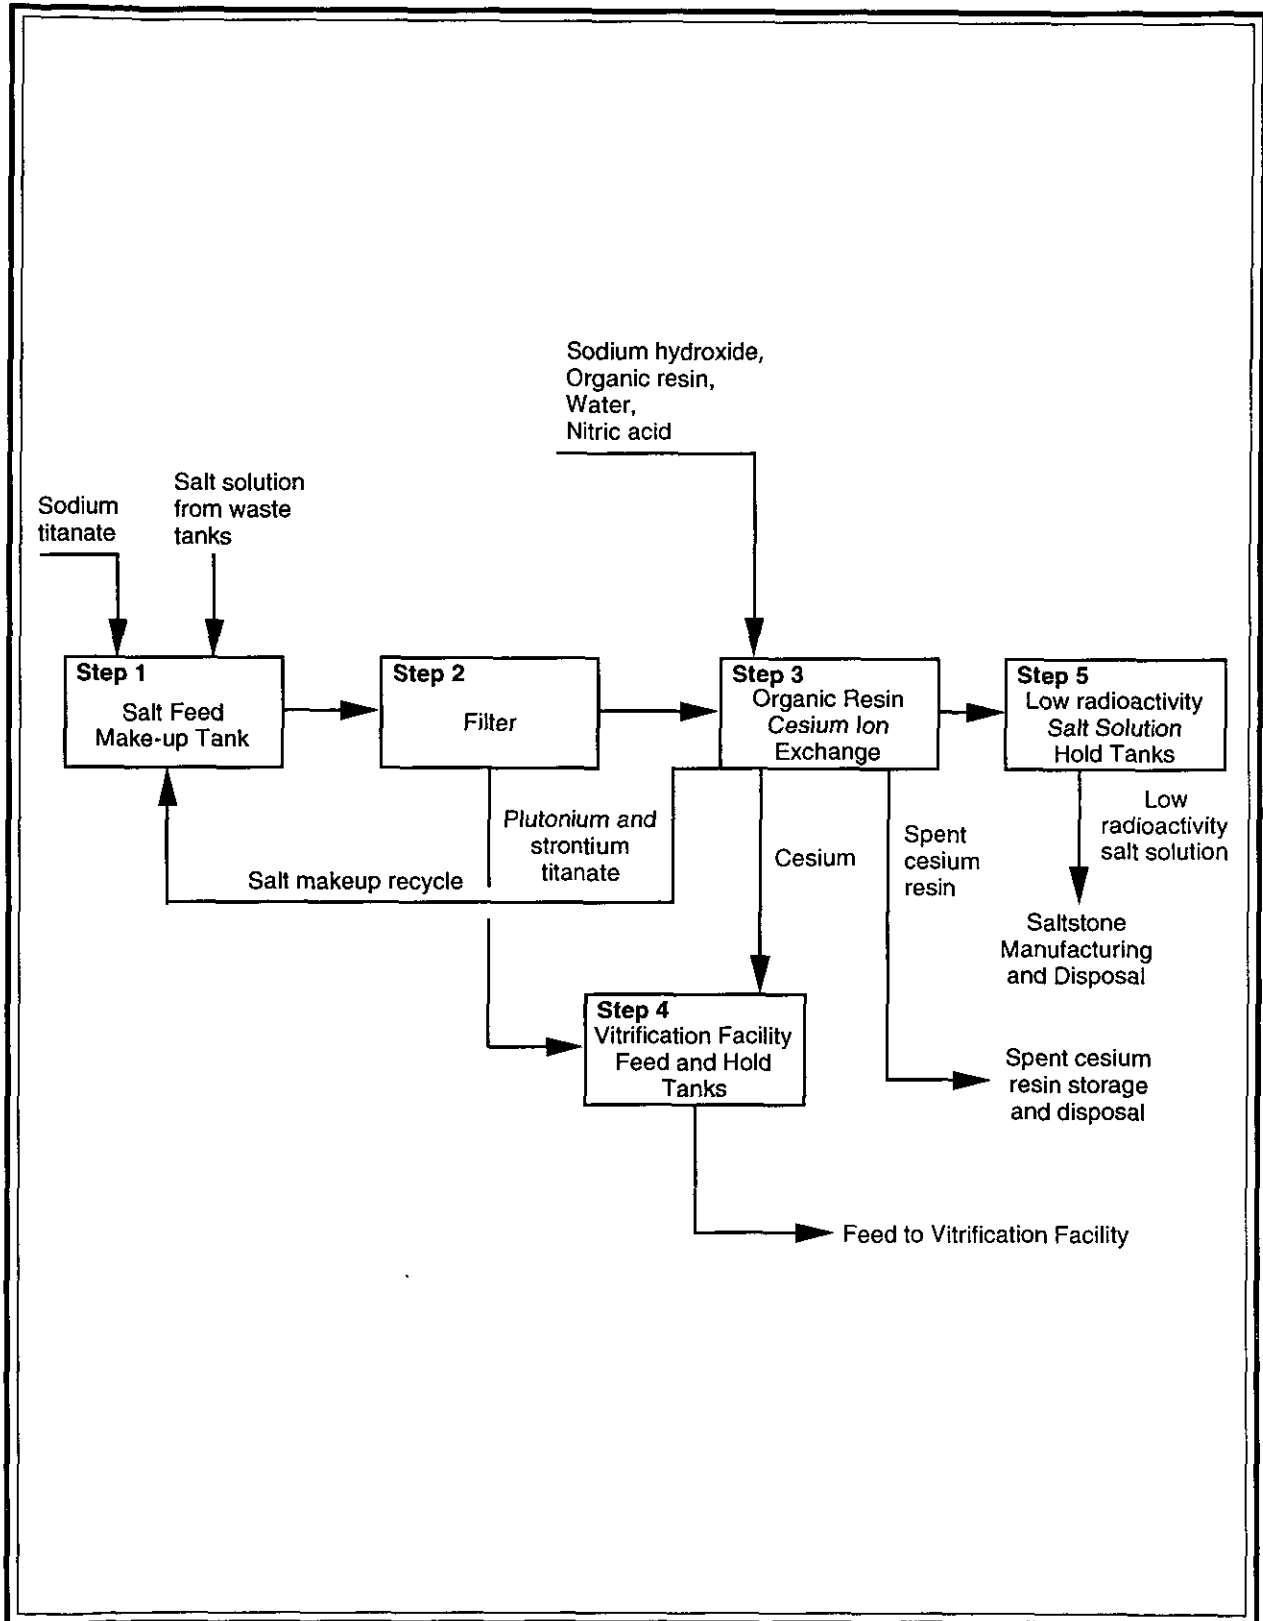 Sodium hydroxide,
Organic resin,
Water,
Nitric acid
Sodium
titanate
Salt solution
from waste
tanks
Step 1
Salt Feed
Make-up Tank
Step 2
Filter
Step 3
Organic Resin
Cesium Ion
Exchange
Step 5
Low radioactivity
Salt Solution
Hold Tanks
Plutonium and
strontium
titanate
Salt makeup recycle
Cesium
Spent
cesium
resin
Low
radioactivity
salt solution
Saltstone
Manufacturing
and Disposal
Step 4
Vitrification Facility
Feed and Hold
Tanks
Spent cesium
resin storage
and disposal
Feed to Vitrification Facility